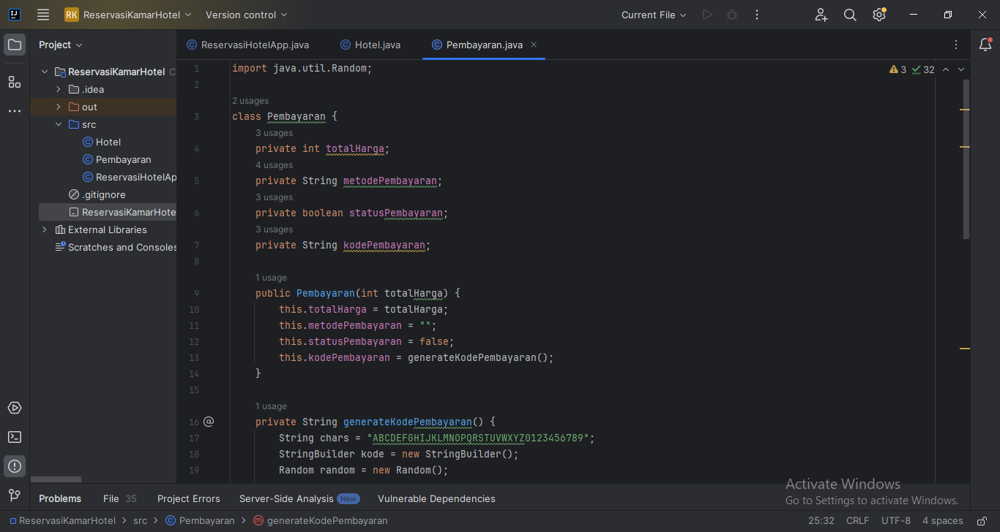 RK ReservasiKamarHotel Version control Current File
Project
ReservasiHotelApp.java Hotel.java Pembayaran.java
ReservasiKamarHotel C
.idea
out
src
Hotel
Pembayaran
ReservasiHotelAp
.gitignore
ReservasiKamarHote
External Libraries
Scratches and Consoles
3 32
1 import java.util.Random;
2
2 usages
3 class Pembayaran {
3 usages
4 private int totalHarga;
4 usages
5 private String metodePembayaran;
3 usages
6 private boolean statusPembayaran;
3 usages
7 private String kodePembayaran;
8
1 usage
9 public Pembayaran(int totalHarga) {
10 this.totalHarga = totalHarga;
11 this.metodePembayaran = "";
12 this.statusPembayaran = false;
13 this.kodePembayaran = generateKodePembayaran();
14 }
15
1 usage
16 @ private String generateKodePembayaran() {
17 String chars = "ABCDEFGHIJKLMNOPQRSTUVWXYZ0123456789";
18 StringBuilder kode = new StringBuilder();
19 Random random = new Random();
Activate Windows
Go to Settings to activate Windows.
Problems File 35 Project Errors Server-Side Analysis New Vulnerable Dependencies
ReservasiKamarHotel > src > Pembayaran > generateKodePembayaran 25:32 CRLF UTF-8 4 spaces